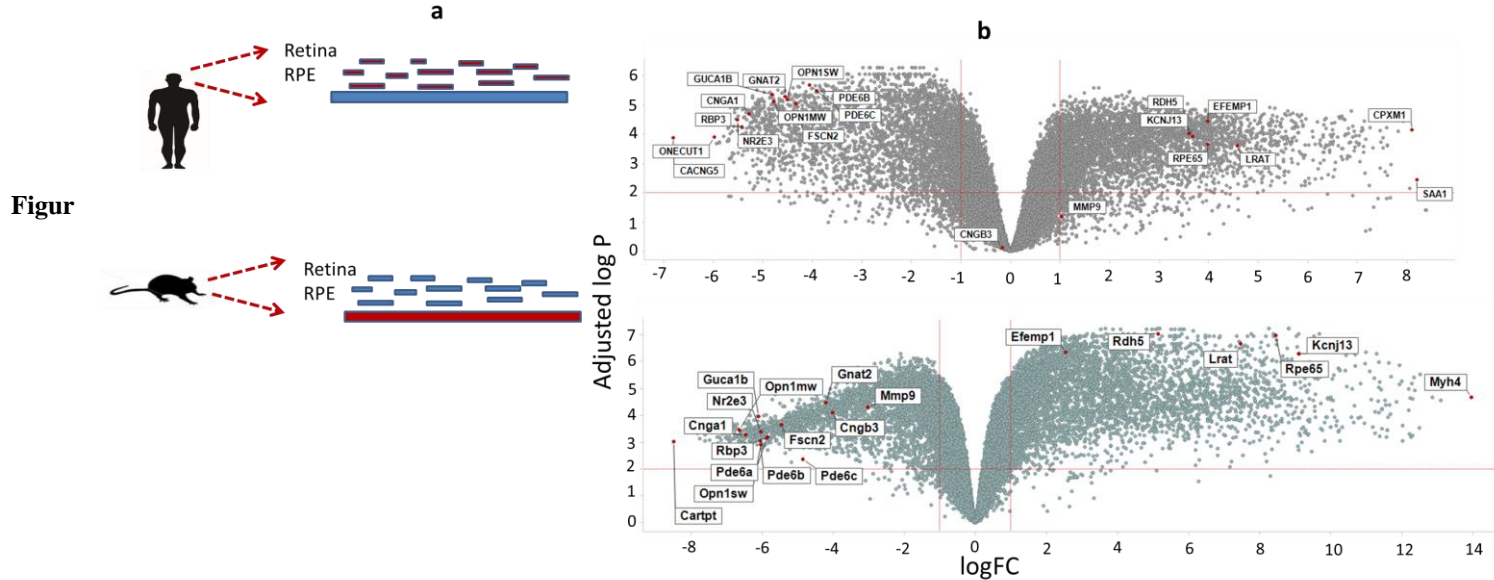 a
Retina
RPE
Figur
Retina
RPE
b
Adjusted log P
6
5
4
3
2
1
0
GUCA1B
GNAT2
OPN1SW
CNGA1
PDE6B
RBP3
OPN1MW
PDE6C
NR2E3
FSCN2
ONECUT1
CACNG5
CNGB3
MMP9
RDH5
EFEMP1
KCNJ13
RPE65
LRAT
CPXM1
SAA1
-7 -6 -5 -4 -3 -2 -1 0 1 2 3 4 5 6 7 8
7
6
5
4
3
2
1
0
Efemp1
Rdh5
Lrat
Kcnj13
Rpe65
Myh4
Guca1b
Opn1mw
Gnat2
Nr2e3
Mmp9
Cnga1
Cngb3
Rbp3
Fscn2
Pde6a
Pde6b
Pde6c
Opn1sw
Cartpt
-8 -6 -4 -2 0 2 4 6 8 10 12 14
logFC